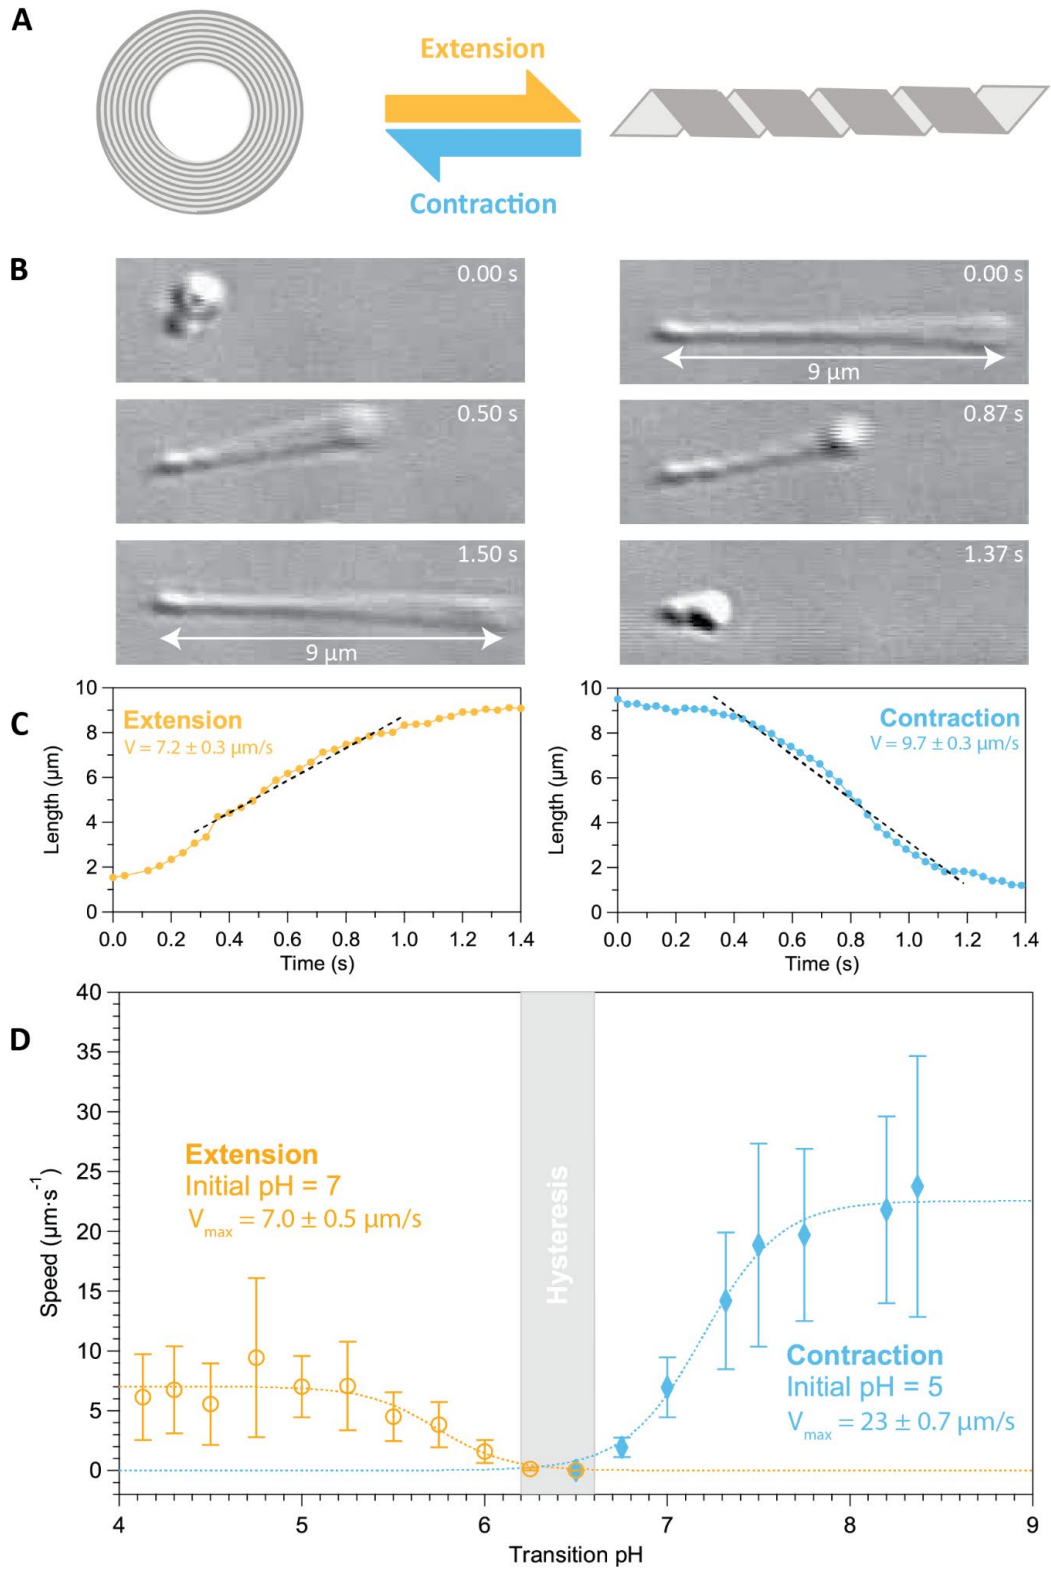 A
Extension
Contraction
B
0.00 s
0.00 s
9 µm
0.50 s
0.87 s
1.50 s
9 µm
1.37 s
C
10
8
6
4
2
0
Length (µm)
Extension
V = 7.2 ± 0.3 µm/s
0.0 0.2 0.4 0.6 0.8 1.0 1.2 1.4
Time (s)
10
8
6
4
2
0
Length (µm)
Contraction
V = 9.7 ± 0.3 µm/s
0.0 0.2 0.4 0.6 0.8 1.0 1.2 1.4
Time (s)
D
40
35
30
25
20
15
10
5
0
Speed (µm·s⁻¹)
Extension
Initial pH = 7
Vmax = 7.0 ± 0.5 µm/s
Hysteresis
Contraction
Initial pH = 5
Vmax = 23 ± 0.7 µm/s
4 5 6 7 8 9
Transition pH